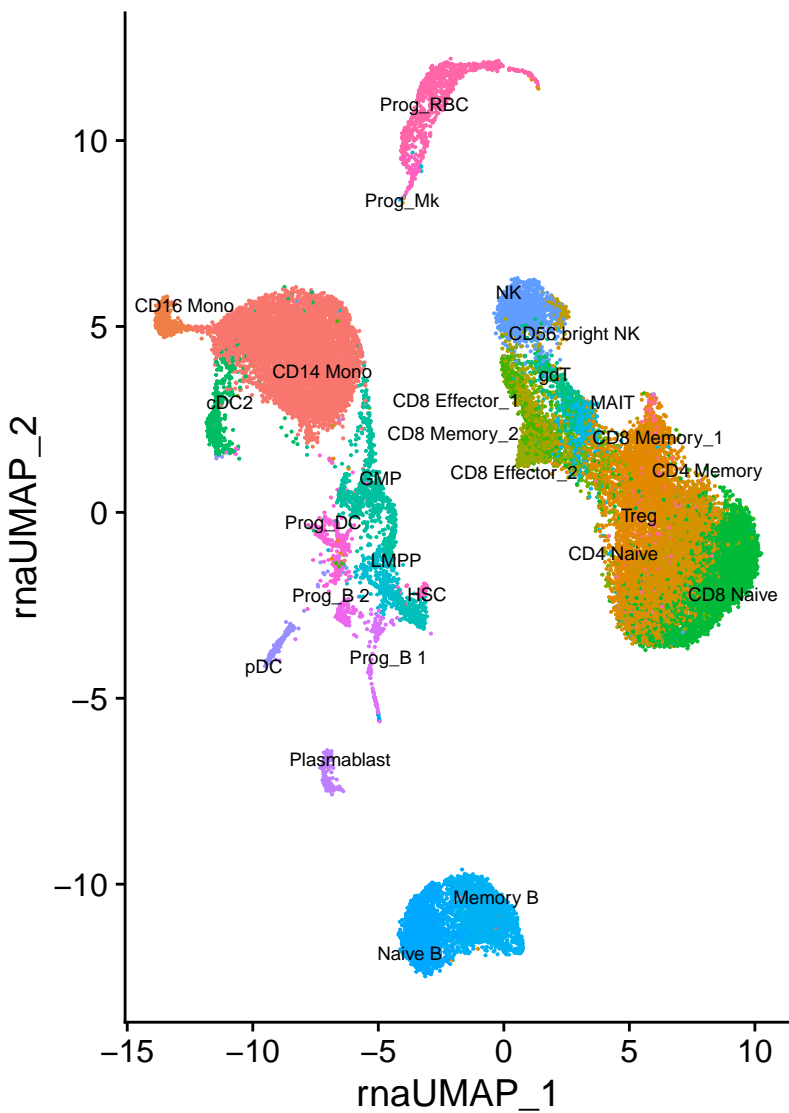 Prog_RBC
10
Prog_Mk
CD16 Mono
NK
5
CD56 bright NK
CD14 Mono
gdT
cDC2
CD8 Effector_1
MAIT
CD8 Memory_2
CD8 Memory_1
CD8 Effector_2
CD4 Memory
GMP
0
Prog_DC
Treg
LMPP
CD4 Naive
Prog_B 2
HSC
CD8 Naive
pDC
Prog_B 1
−5
Plasmablast
−10
Memory B
Naive B
−15
−10
−5
0
5
10
rnaUMAP_1
rnaUMAP_2